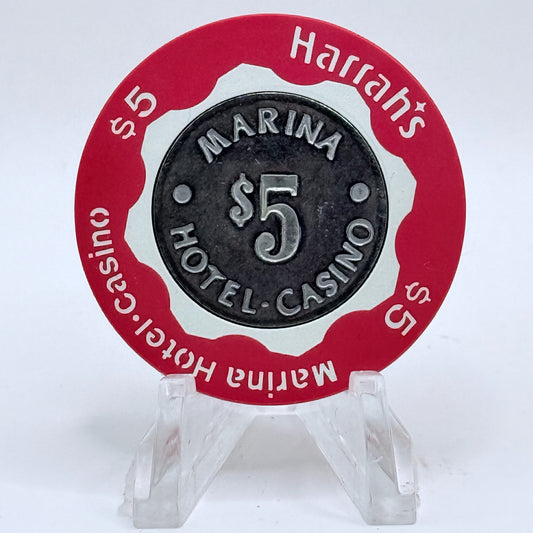 Harrah's
$5
Marina Hotel·Casino
$5
MARINA
$5
HOTEL·CASINO